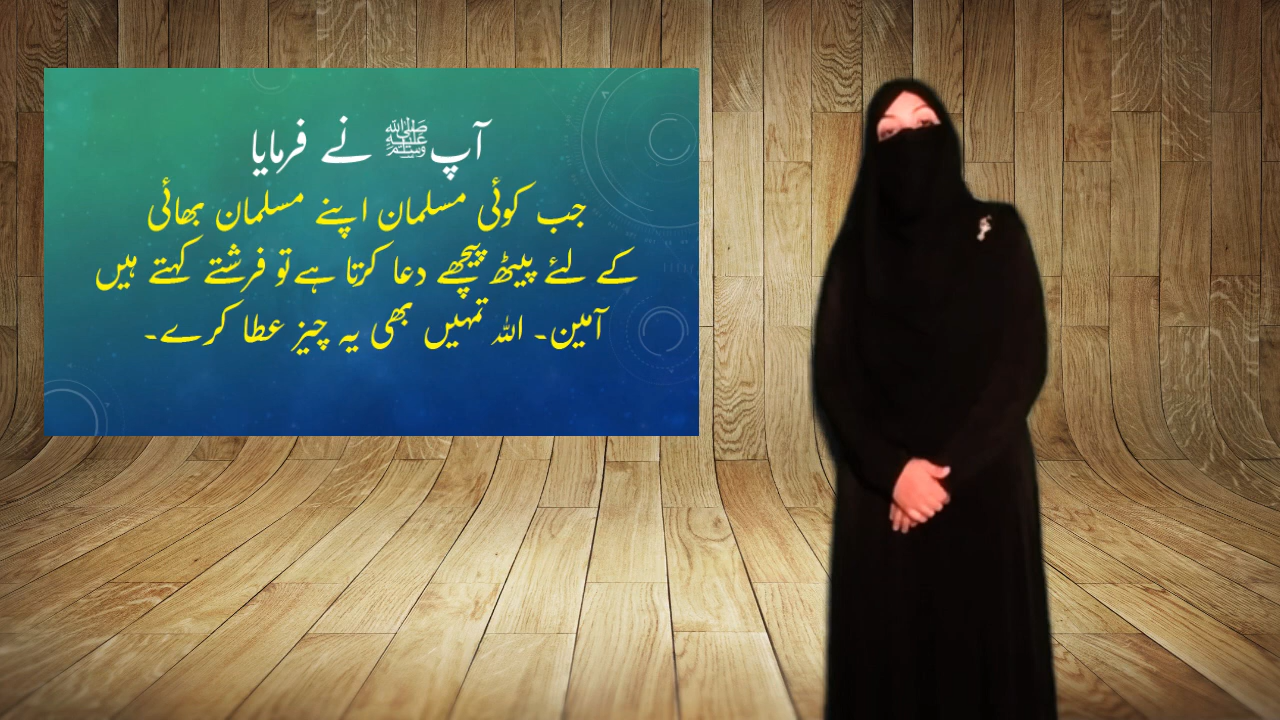 آپ ﷺ نے فرمایا
جب کوئی مسلمان اپنے مسلمان بھائی
کے لئے پیٹھ پیچھے دعا کرتا ہے تو فرشتے کہتے ہیں
آمین۔ اللہ تمہیں بھی یہ چیز عطا کرے۔